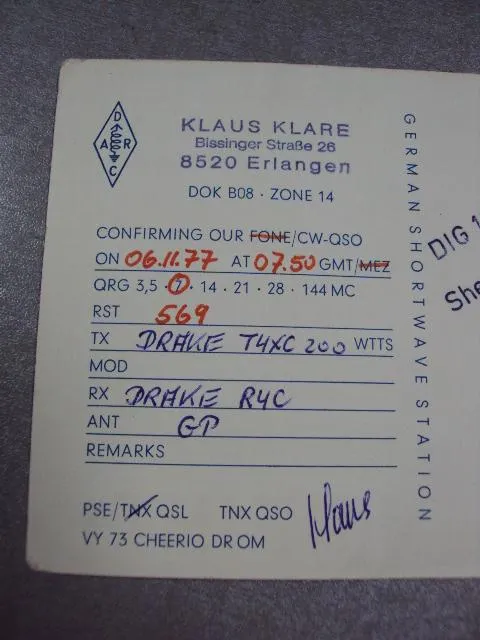 D
A R
C
KLAUS KLARE
Bissinger Straße 26
8520 Erlangen
DOK B08 · ZONE 14
CONFIRMING OUR FONE/CW-QSO
ON 06.11.77 AT 07.50 GMT/MEZ
QRG 3,5 · 7 · 14 · 21 · 28 · 144 MC
RST 569
TX DRAKE T4XC 200 WTTS
MOD
RX DRAKE R4C
ANT GP
REMARKS
PSE/TNX QSL TNX QSO Klaus
VY 73 CHEERIO DR OM
GERMAN SHORTWAVE STATION
DIG